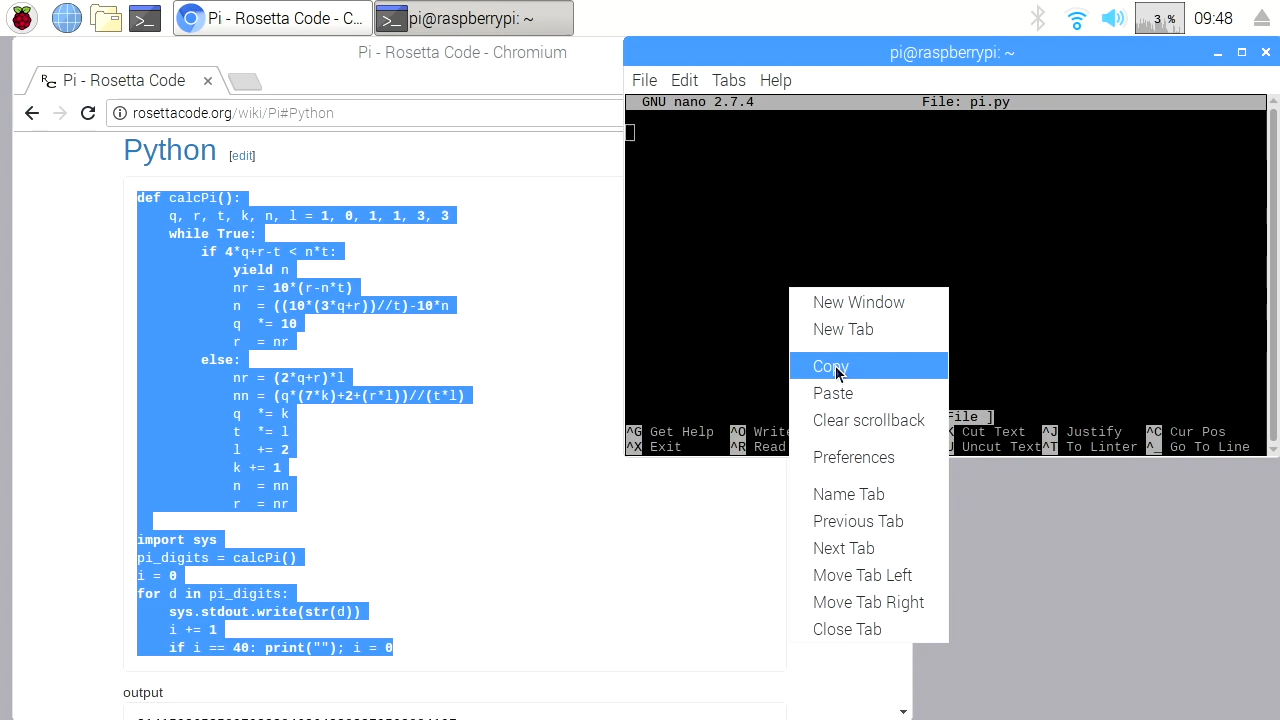 Pi - Rosetta Code - C...
pi@raspberrypi: ~
3 %
09:48
Pi - Rosetta Code - Chromium
Pi - Rosetta Code
rosettacode.org/wiki/Pi#Python
Python [edit]
def calcPi():
    q, r, t, k, n, l = 1, 0, 1, 1, 3, 3
    while True:
        if 4*q+r-t < n*t:
            yield n
            nr = 10*(r-n*t)
            n  = ((10*(3*q+r))//t)-10*n
            q  *= 10
            r  = nr
        else:
            nr = (2*q+r)*l
            nn = (q*(7*k)+2+(r*l))//(t*l)
            q  *= k
            t  *= l
            l  += 2
            k += 1
            n  = nn
            r  = nr
import sys
pi_digits = calcPi()
i = 0
for d in pi_digits:
    sys.stdout.write(str(d))
    i += 1
    if i == 40: print(""); i = 0
output
pi@raspberrypi: ~
File Edit Tabs Help
GNU nano 2.7.4 File: pi.py
File ]
^G Get Help ^O Write Cut Text ^J Justify ^C Cur Pos
^X Exit ^R Read Uncut Text ^T To Linter ^_ Go To Line
New Window
New Tab
Copy
Paste
Clear scrollback
Preferences
Name Tab
Previous Tab
Next Tab
Move Tab Left
Move Tab Right
Close Tab